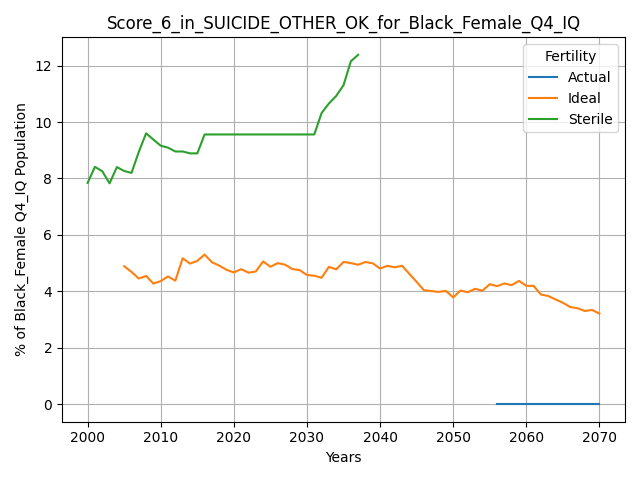 Score_6_in_SUICIDE_OTHER_OK_for_Black_Female_Q4_IQ
Fertility
Actual
Ideal
Sterile
% of Black_Female Q4_IQ Population
12
10
8
6
4
2
0
2000 2010 2020 2030 2040 2050 2060 2070
Years